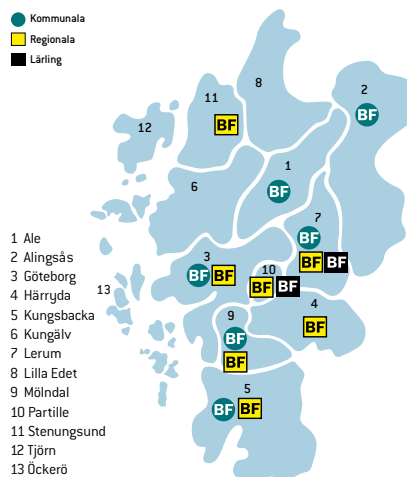 Kommunala
Regionala
Lärling
8
2
11
BF
BF
12
1
6
BF
7
BF
3
10
BF
BF
BF
BF
BF
BF
13
4
BF
9
BF
BF
5
BF
BF
1 Ale
2 Alingsås
3 Göteborg
4 Härryda
5 Kungsbacka
6 Kungälv
7 Lerum
8 Lilla Edet
9 Mölndal
10 Partille
11 Stenungsund
12 Tjörn
13 Öckerö